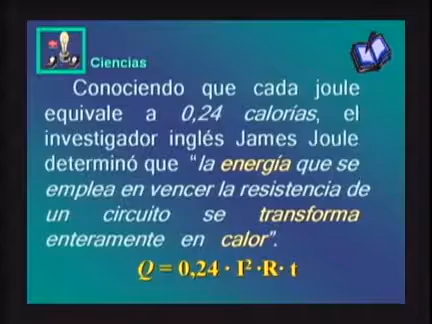 Ciencias
Conociendo que cada joule
equivale a 0,24 calorías, el
investigador inglés James Joule
determinó que “la energía que se
emplea en vencer la resistencia de
un circuito se transforma
enteramente en calor”.
Q = 0,24 · I² ·R· t